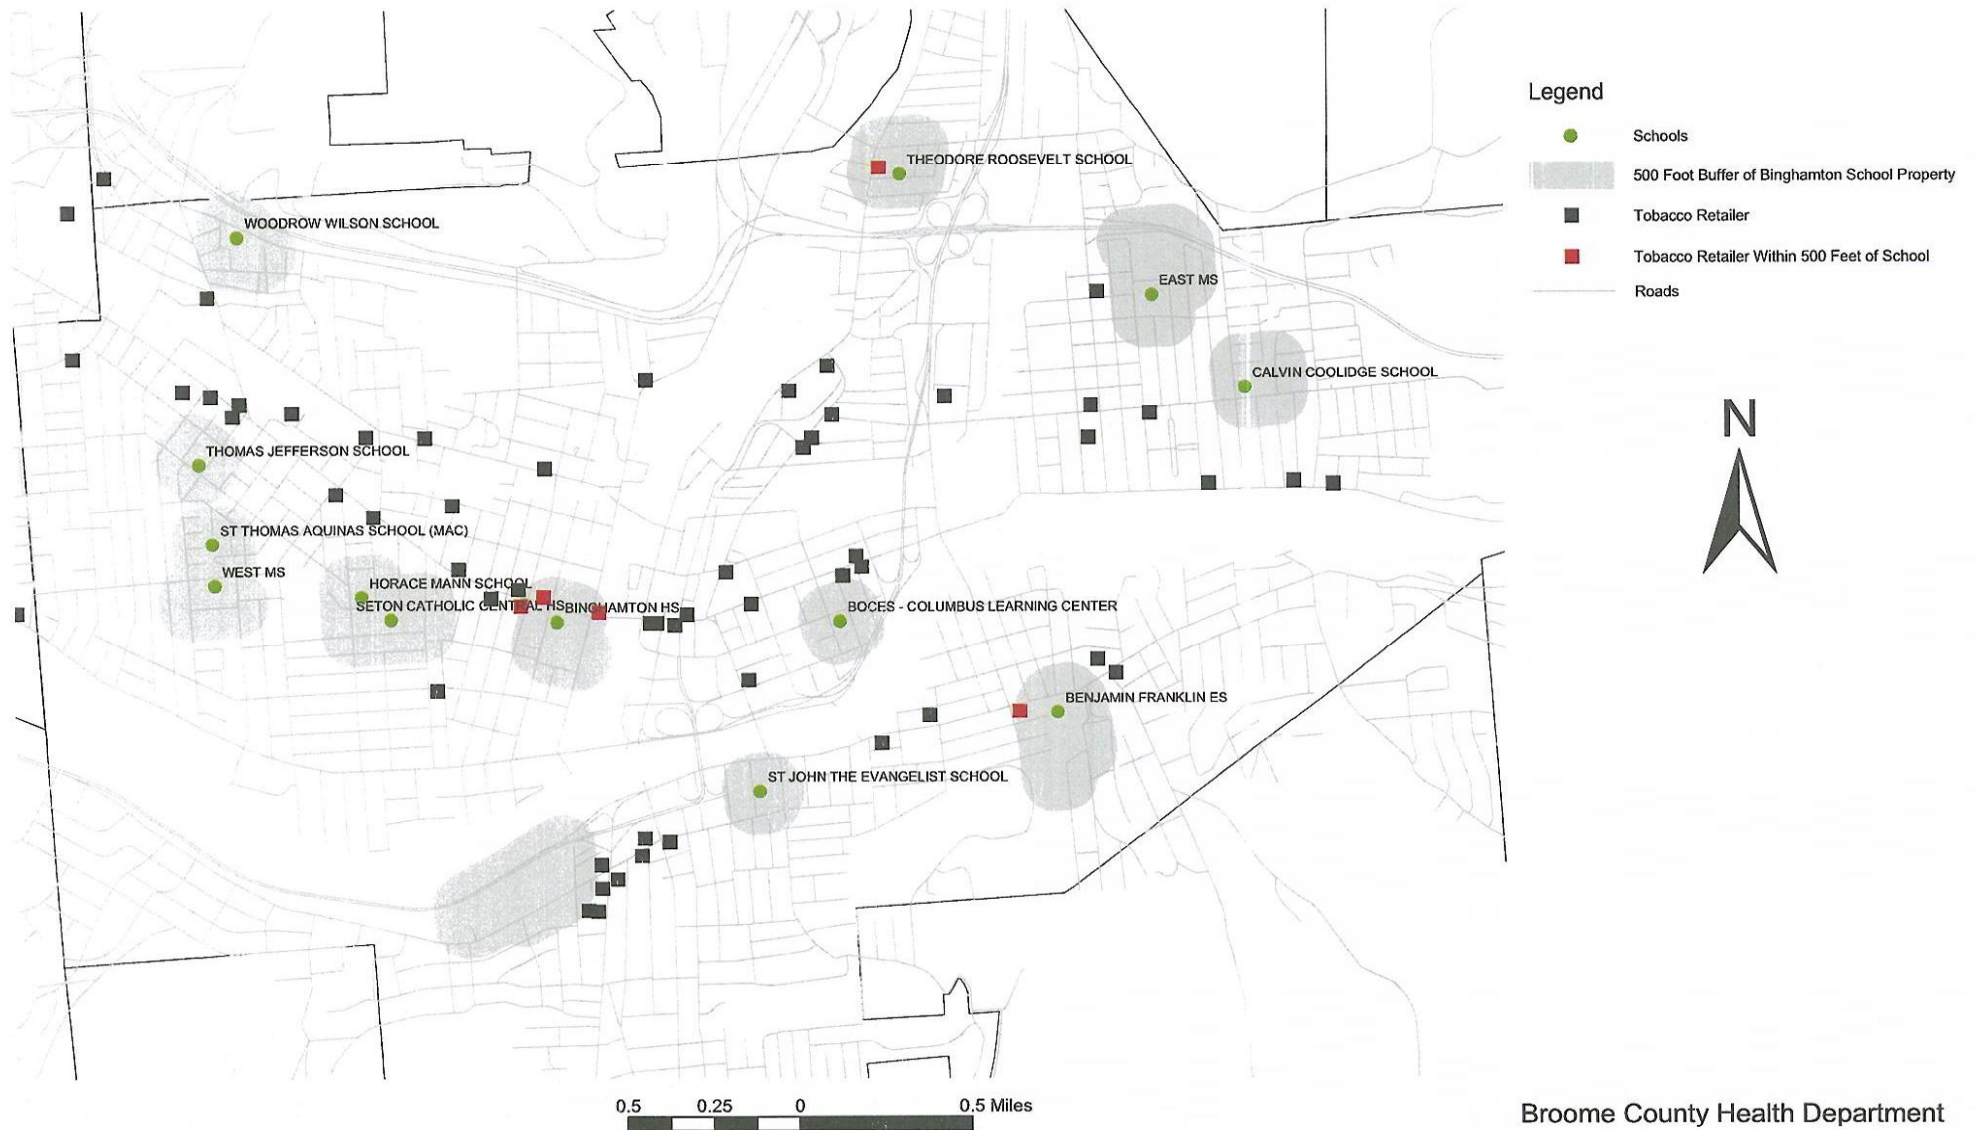 THEODORE ROOSEVELT SCHOOL
WOODROW WILSON SCHOOL
EAST MS
CALVIN COOLIDGE SCHOOL
THOMAS JEFFERSON SCHOOL
ST THOMAS AQUINAS SCHOOL (MAC)
WEST MS
HORACE MANN SCHOOL
SETON CATHOLIC CENTRAL HS
BINGHAMTON HS
BOCES - COLUMBUS LEARNING CENTER
BENJAMIN FRANKLIN ES
ST JOHN THE EVANGELIST SCHOOL
Legend
Schools
500 Foot Buffer of Binghamton School Property
Tobacco Retailer
Tobacco Retailer Within 500 Feet of School
Roads
N
0.5 0.25 0 0.5 Miles
Broome County Health Department